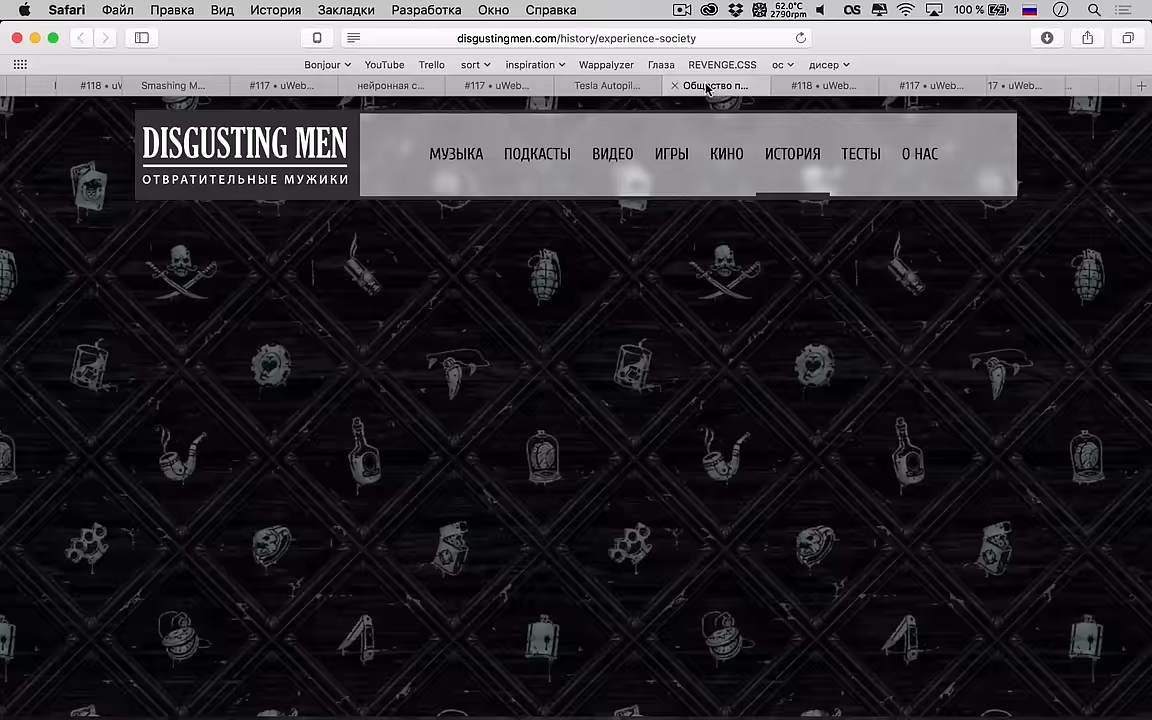 Safari Файл Правка Вид История Закладки Разработка Окно Справка 62.0°C 2790rpm 100 %
disgustingmen.com/history/experience-society
Bonjour YouTube Trello sort inspiration Wappalyzer Глаза REVENGE.CSS ос дисер
#118 • uW Smashing M... #117 • uWeb... нейронная с... #117 • uWeb... Tesla Autopil... Общество п... #118 • uWeb... #117 • uWeb... 17 • uWeb...
DISGUSTING MEN
ОТВРАТИТЕЛЬНЫЕ МУЖИКИ
МУЗЫКА ПОДКАСТЫ ВИДЕО ИГРЫ КИНО ИСТОРИЯ ТЕСТЫ О НАС